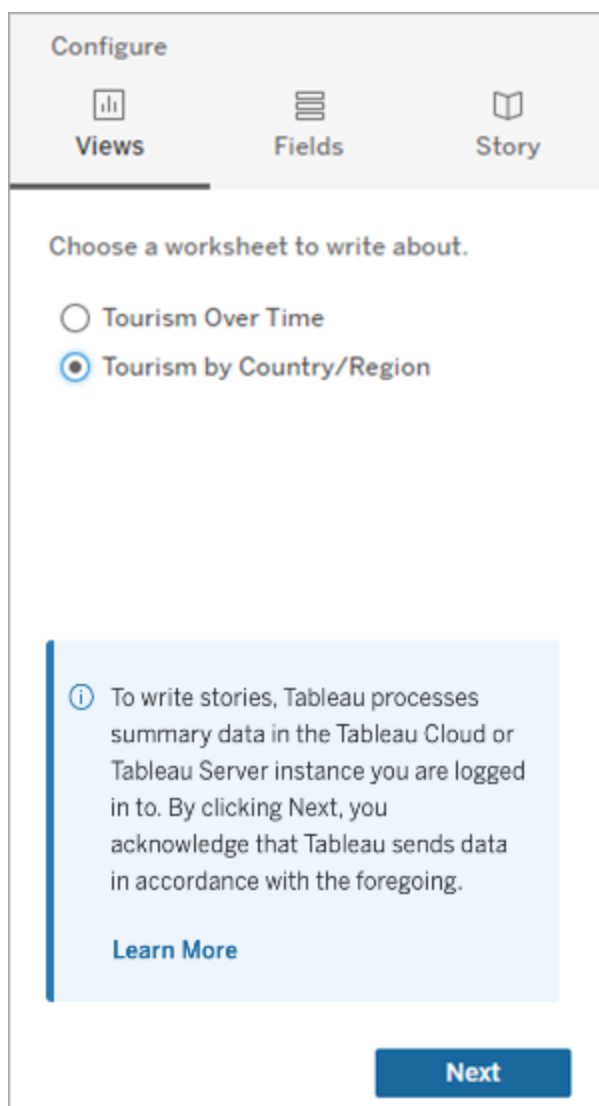 Configure
Views Fields Story
Choose a worksheet to write about.
Tourism Over Time
Tourism by Country/Region
To write stories, Tableau processes
summary data in the Tableau Cloud or
Tableau Server instance you are logged
in to. By clicking Next, you
acknowledge that Tableau sends data
in accordance with the foregoing.
Learn More
Next